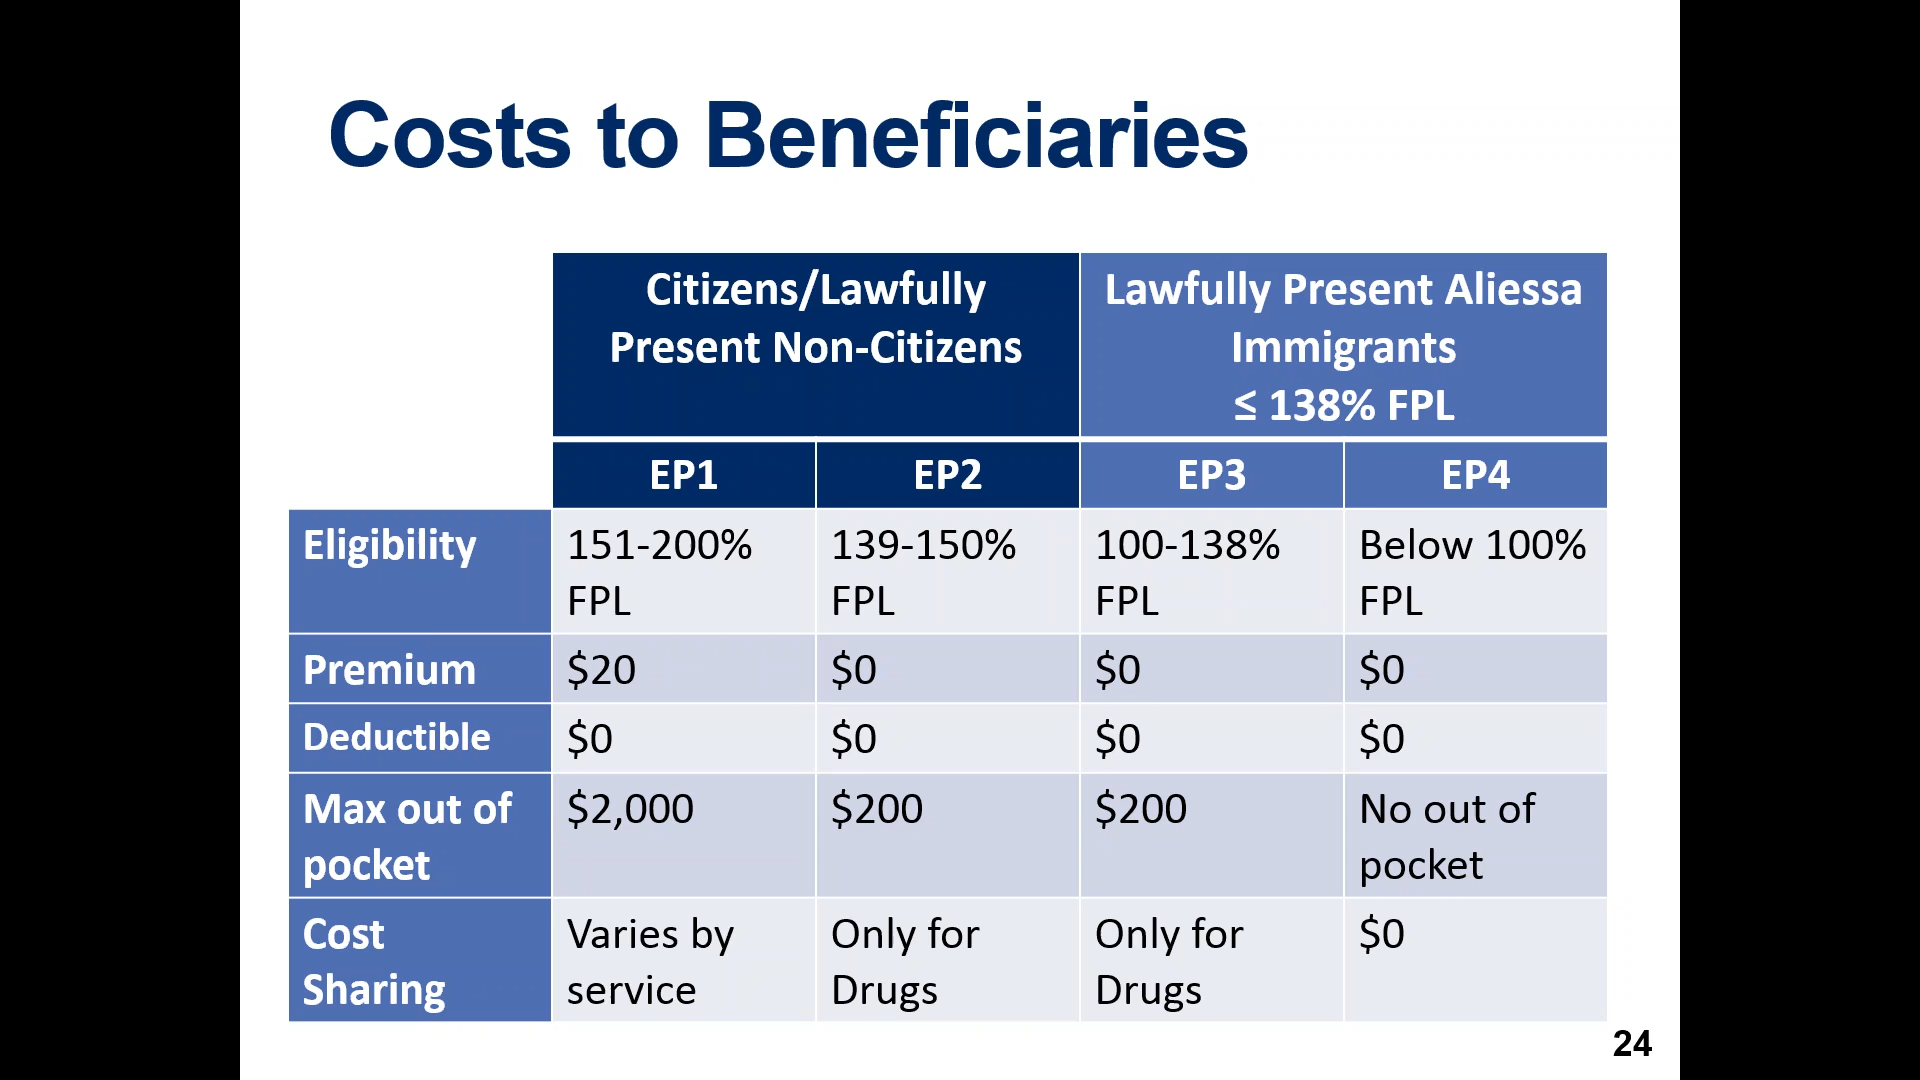 Costs to Beneficiaries
Citizens/Lawfully
Present Non-Citizens
Lawfully Present Aliessa
Immigrants
≤ 138% FPL
EP1
EP2
EP3
EP4
Eligibility
151-200%
FPL
139-150%
FPL
100-138%
FPL
Below 100%
FPL
Premium
$20
$0
$0
$0
Deductible
$0
$0
$0
$0
Max out of
pocket
$2,000
$200
$200
No out of
pocket
Cost
Sharing
Varies by
service
Only for
Drugs
Only for
Drugs
$0
24